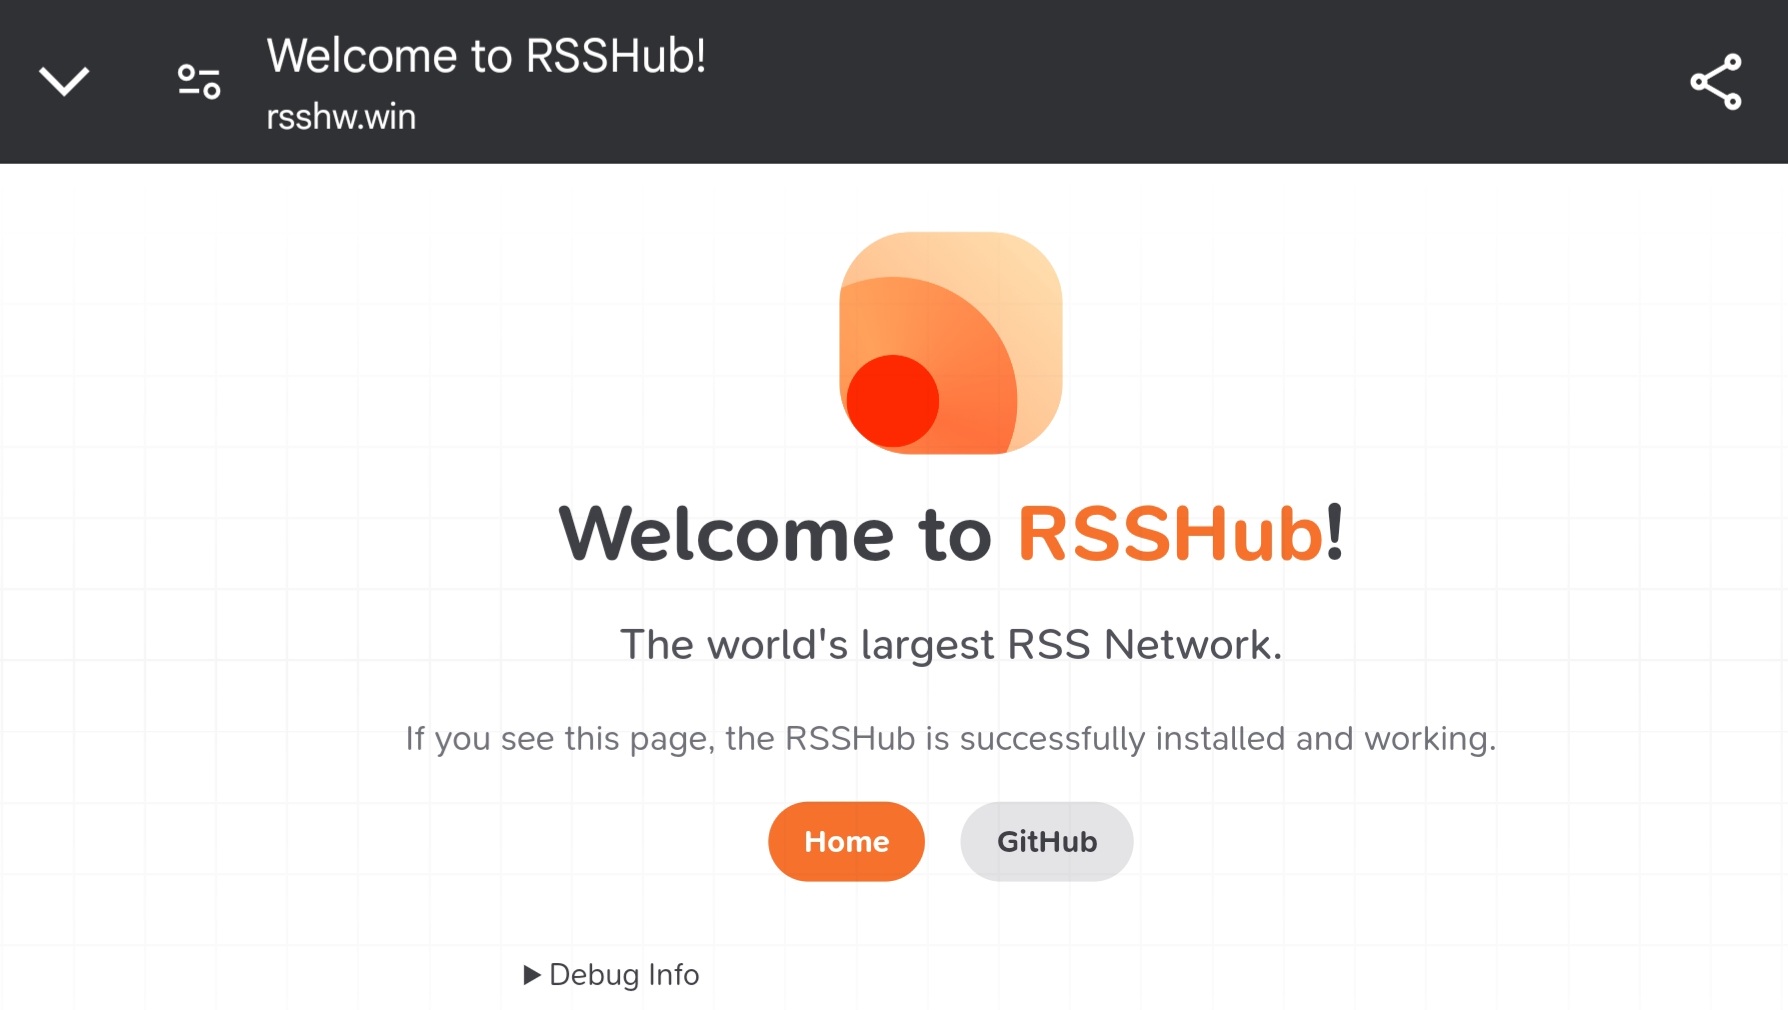 Welcome to RSSHub!
rsshw.win
Welcome to RSSHub!
The world's largest RSS Network.
If you see this page, the RSSHub is successfully installed and working.
Home GitHub
▶ Debug Info